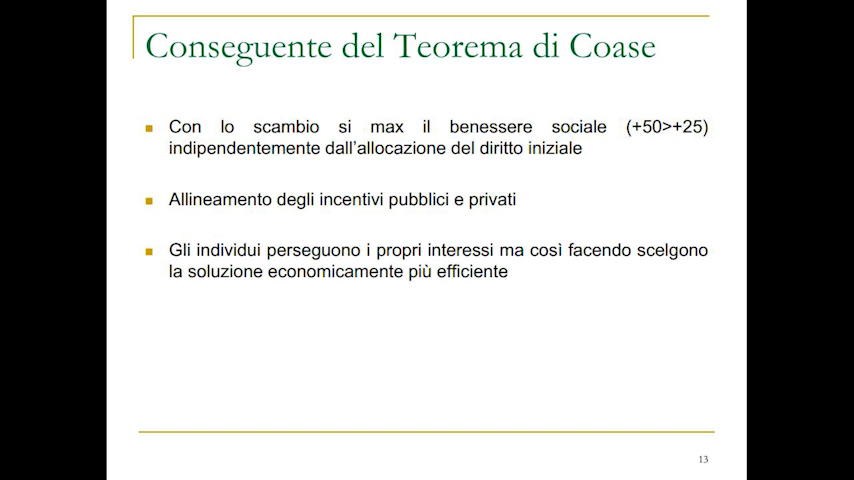 Conseguente del Teorema di Coase
Con lo scambio si max il benessere sociale (+50>+25)
indipendentemente dall'allocazione del diritto iniziale
Allineamento degli incentivi pubblici e privati
Gli individui perseguono i propri interessi ma così facendo scelgono
la soluzione economicamente più efficiente
13